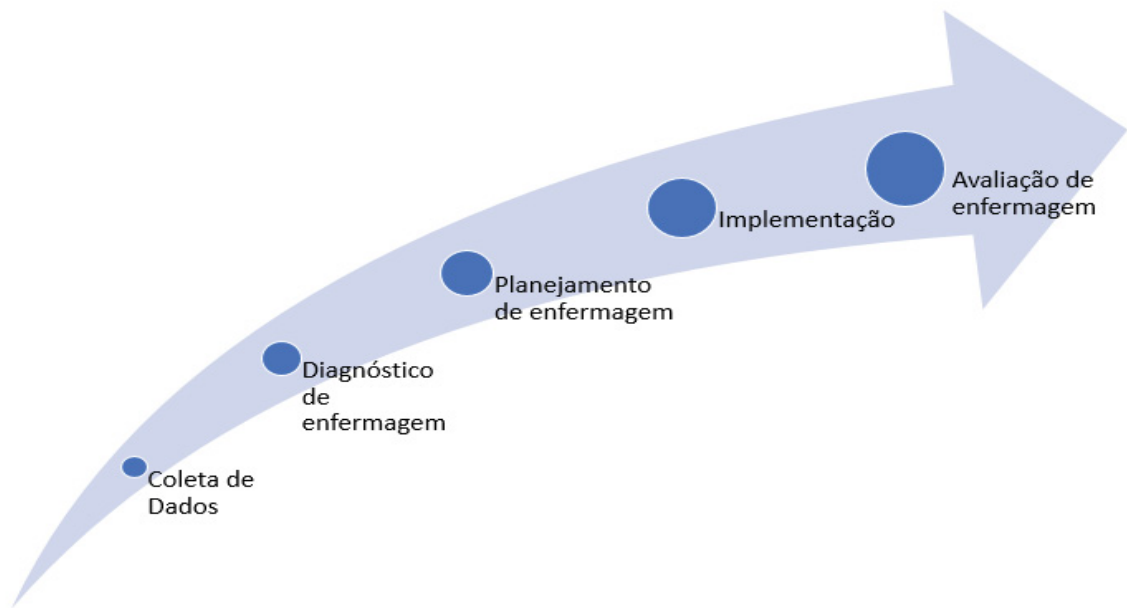 Coleta de
Dados
Diagnóstico
de
enfermagem
Planejamento
de enfermagem
Implementação
Avaliação de
enfermagem